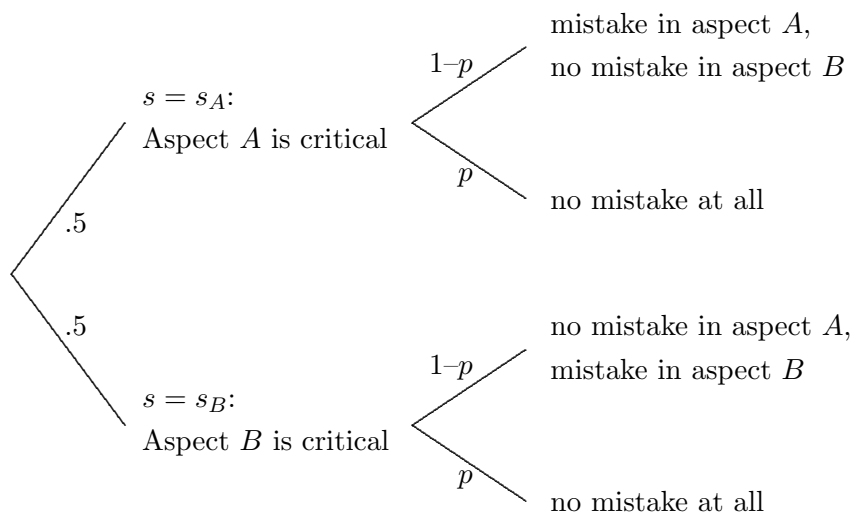 mistake in aspect A,
no mistake in aspect B
1–p
s = s_A:
Aspect A is critical
p
no mistake at all
.5
.5
no mistake in aspect A,
mistake in aspect B
1–p
s = s_B:
Aspect B is critical
p
no mistake at all